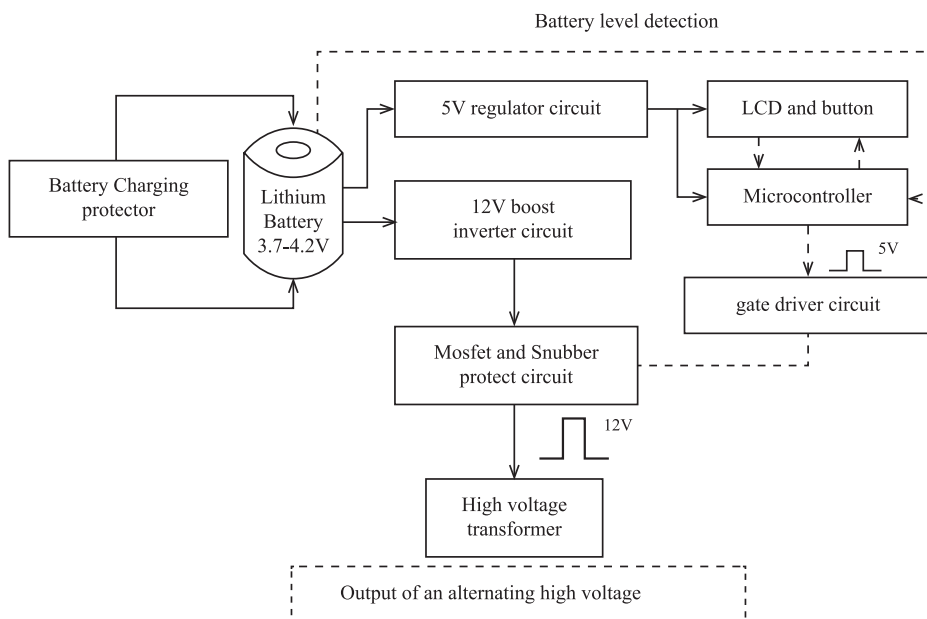 Battery level detection
5V regulator circuit
LCD and button
Battery Charging
protector
Lithium
Battery
3.7-4.2V
12V boost
inverter circuit
Microcontroller
5V
gate driver circuit
Mosfet and Snubber
protect circuit
12V
High voltage
transformer
Output of an alternating high voltage